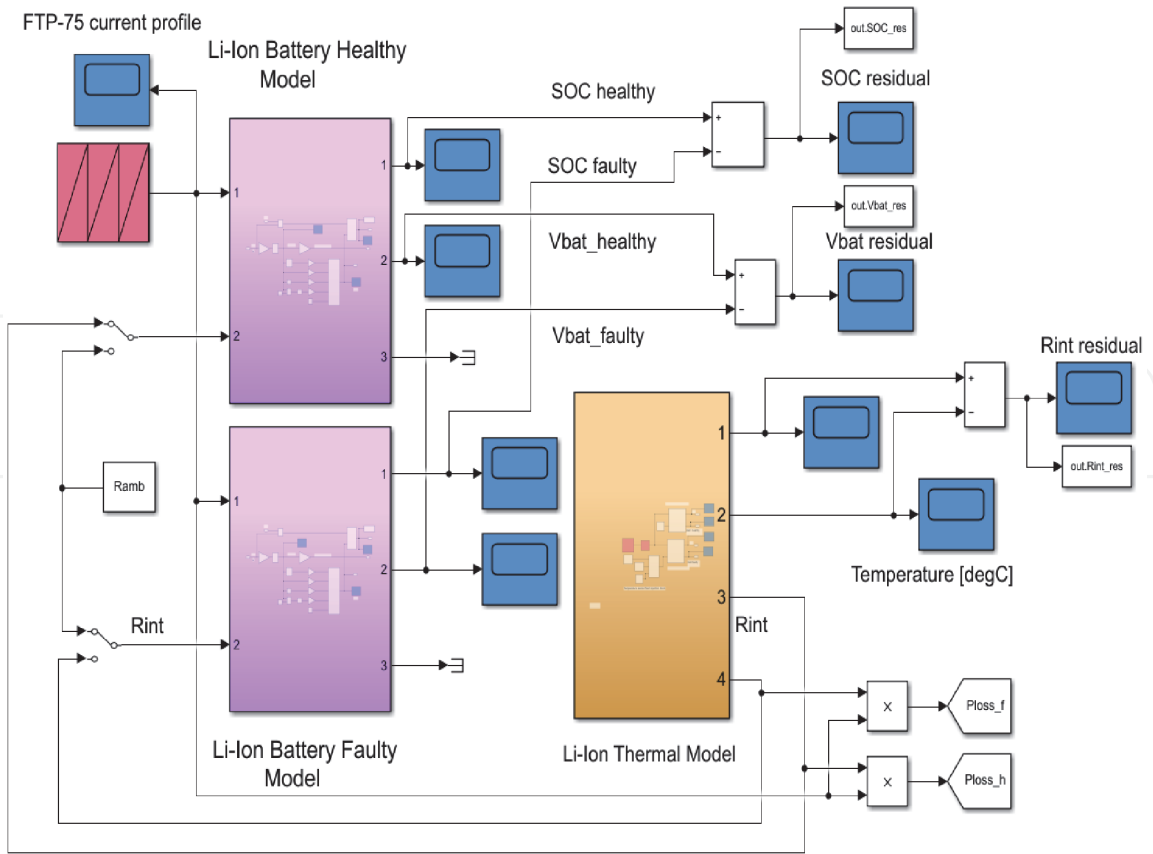 FTP-75 current profile
Li-Ion Battery Healthy
Model
out.SOC_res
SOC residual
SOC healthy
+
−
SOC faulty
1
1
out.Vbat_res
Vbat residual
Vbat_healthy
2
+
−
2
Vbat_faulty
3
Rint residual
+
−
1
1
out.Rint_res
Ramb
1
2
2
Temperature [degC]
3
Rint
Rint
2
3
4
X
Ploss_f
Li-Ion Battery Faulty
Model
Li-Ion Thermal Model
X
Ploss_h